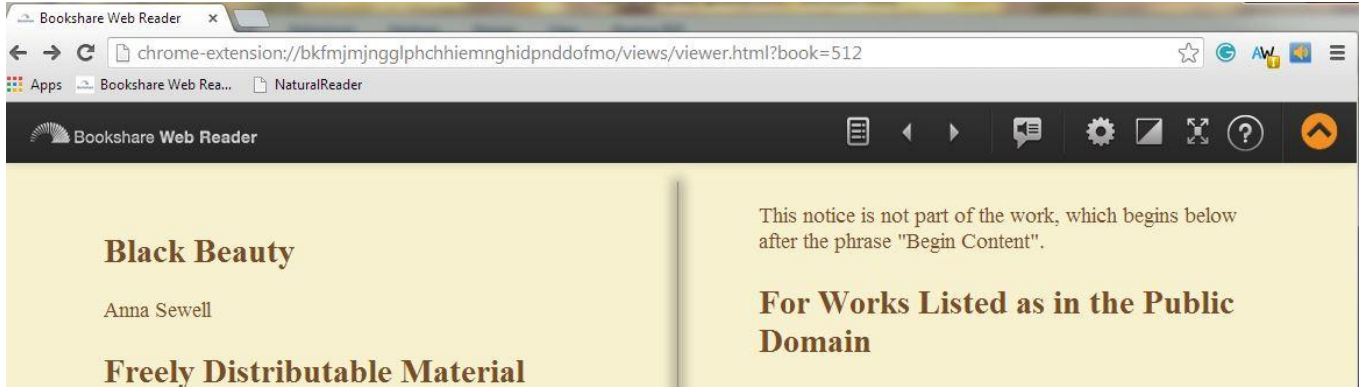 Bookshare Web Reader
chrome-extension://bkfmjmjngglphchhiemnghidpnddofmo/views/viewer.html?book=512
Apps Bookshare Web Rea... NaturalReader
Bookshare Web Reader
Black Beauty
Anna Sewell
Freely Distributable Material
This notice is not part of the work, which begins below
after the phrase "Begin Content".
For Works Listed as in the Public
Domain